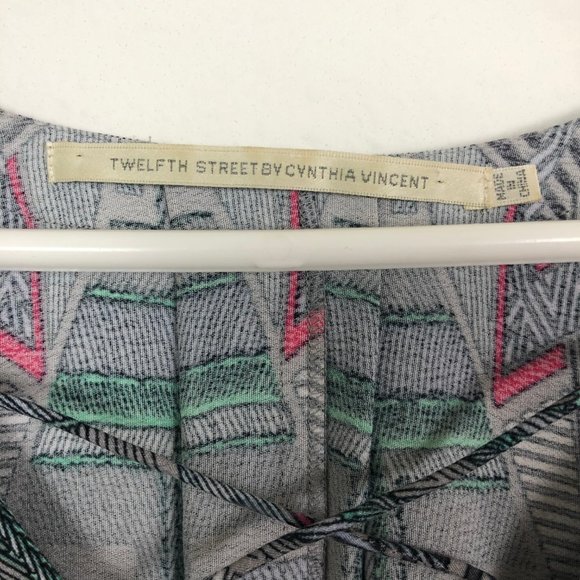 TWELFTH STREET BY CYNTHIA VINCENT
MADE
IN
CHINA